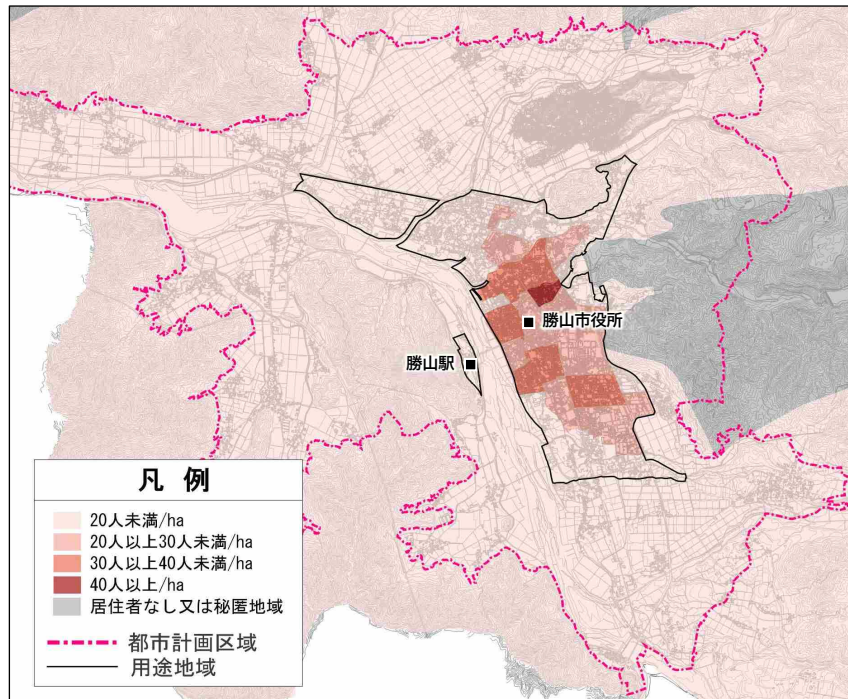 勝山市役所
勝山駅
凡 例
20人未満/ha
20人以上30人未満/ha
30人以上40人未満/ha
40人以上/ha
居住者なし又は秘匿地域
都市計画区域
用途地域